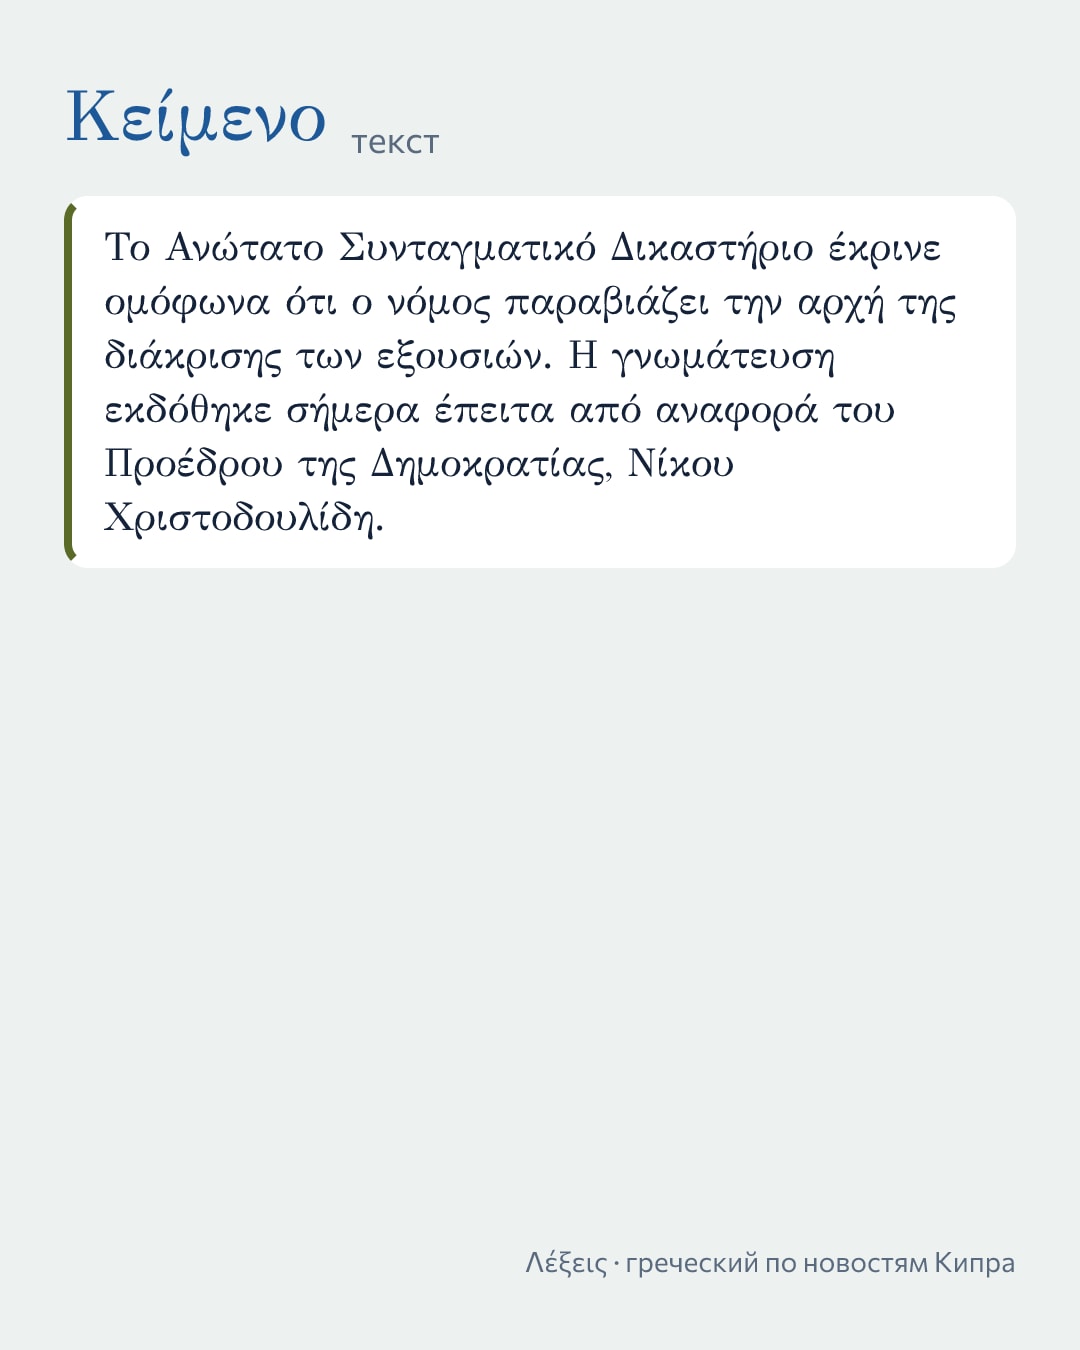 Κείμενο текст
Το Ανώτατο Συνταγματικό Δικαστήριο έκρινε
ομόφωνα ότι ο νόμος παραβιάζει την αρχή της
διάκρισης των εξουσιών. Η γνωμάτευση
εκδόθηκε σήμερα έπειτα από αναφορά του
Προέδρου της Δημοκρατίας, Νίκου
Χριστοδουλίδη.
Λέξεις · греческий по новостям Кипра